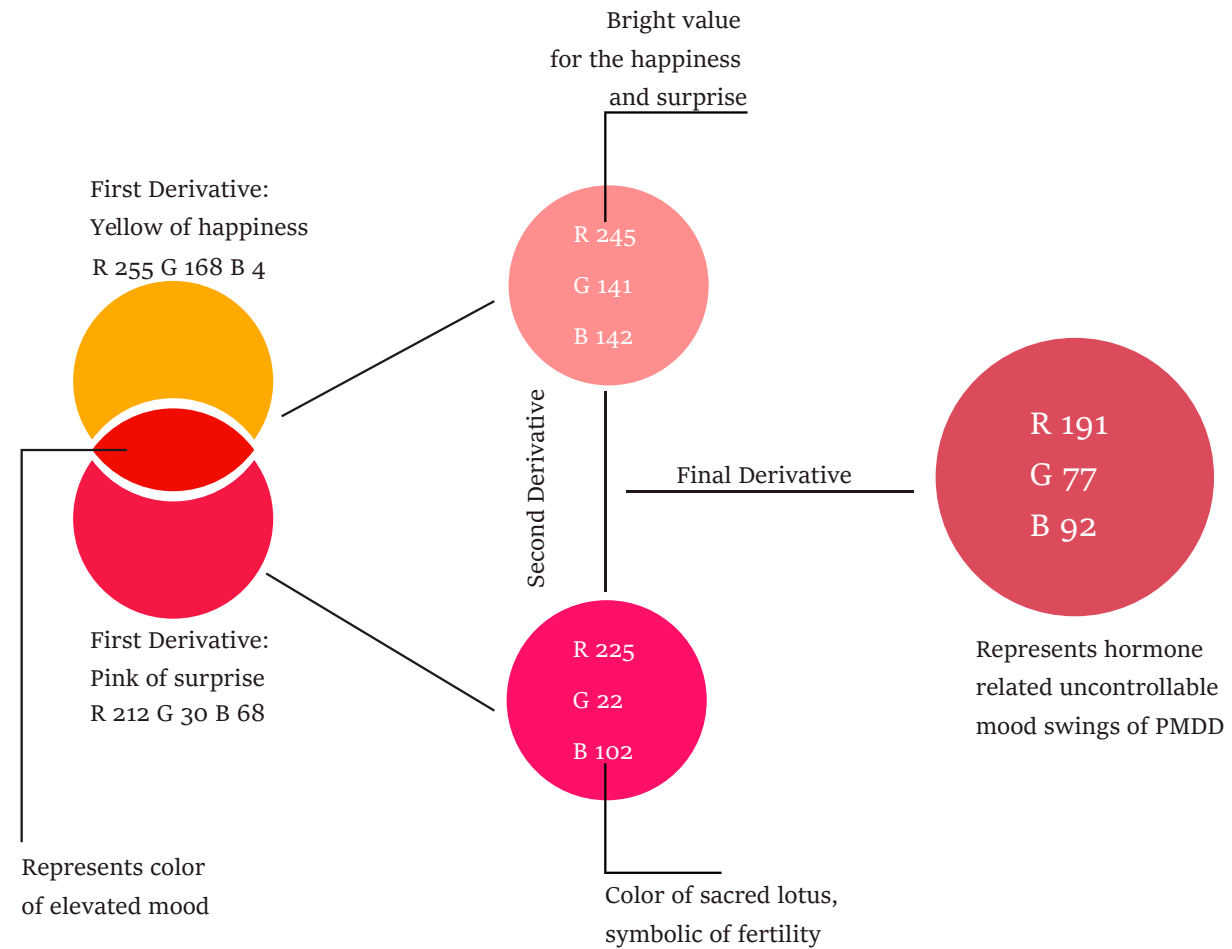 Bright value
for the happiness
and surprise
First Derivative:
Yellow of happiness
R 255 G 168 B 4
R 245
G 141
B 142
Second Derivative
Final Derivative
R 191
G 77
B 92
First Derivative:
Pink of surprise
R 212 G 30 B 68
R 225
G 22
B 102
Represents hormone
related uncontrollable
mood swings of PMDD
Represents color
of elevated mood
Color of sacred lotus,
symbolic of fertility